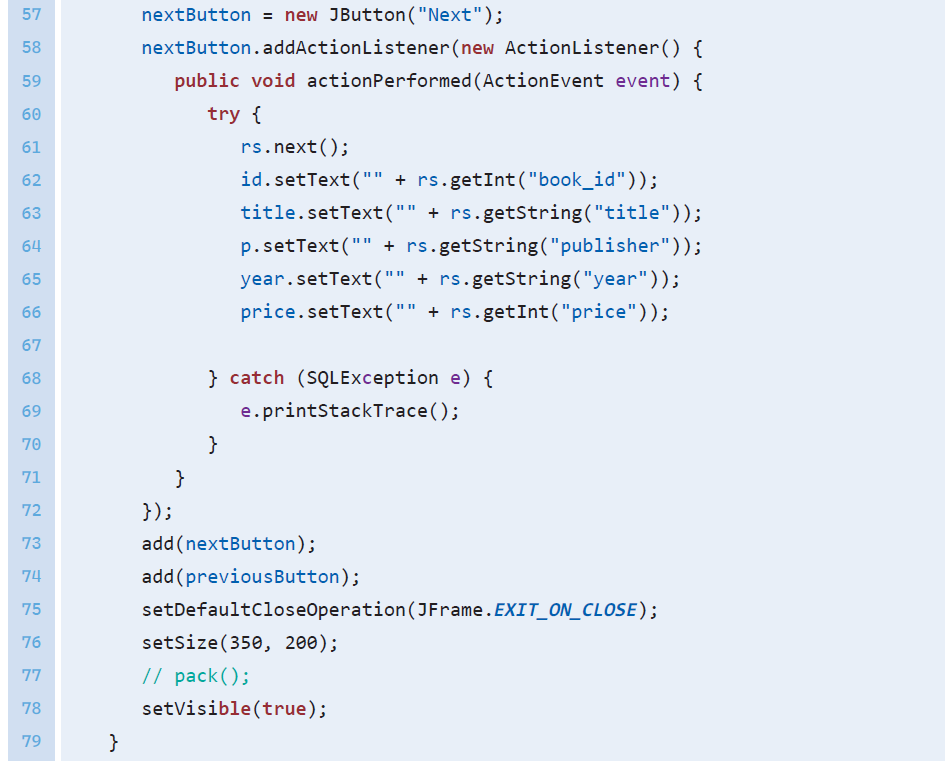 57 nextButton = new JButton("Next");
58 nextButton.addActionListener(new ActionListener() {
59 public void actionPerformed(ActionEvent event) {
60 try {
61 rs.next();
62 id.setText("" + rs.getInt("book_id"));
63 title.setText("" + rs.getString("title"));
64 p.setText("" + rs.getString("publisher"));
65 year.setText("" + rs.getString("year"));
66 price.setText("" + rs.getInt("price"));
67
68 } catch (SQLException e) {
69 e.printStackTrace();
70 }
71 }
72 });
73 add(nextButton);
74 add(previousButton);
75 setDefaultCloseOperation(JFrame.EXIT_ON_CLOSE);
76 setSize(350, 200);
77 // pack();
78 setVisible(true);
79 }